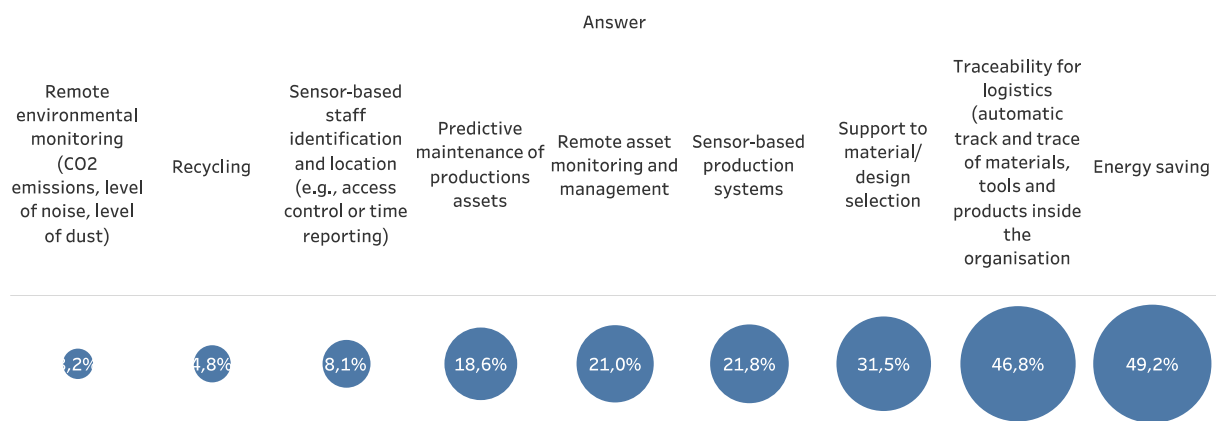 Answer
Remote
environmental
monitoring
(CO2
emissions, level
of noise, level
of dust)
Recycling
Sensor-based
staff
identification
and location
(e.g., access
control or time
reporting)
Predictive
maintenance of
productions
assets
Remote asset
monitoring and
management
Sensor-based
production
systems
Support to
material/
design
selection
Traceability for
logistics
(automatic
track and trace
of materials,
tools and
products inside
the
organisation
Energy saving
4,8%
8,1%
18,6%
21,0%
21,8%
31,5%
46,8%
49,2%